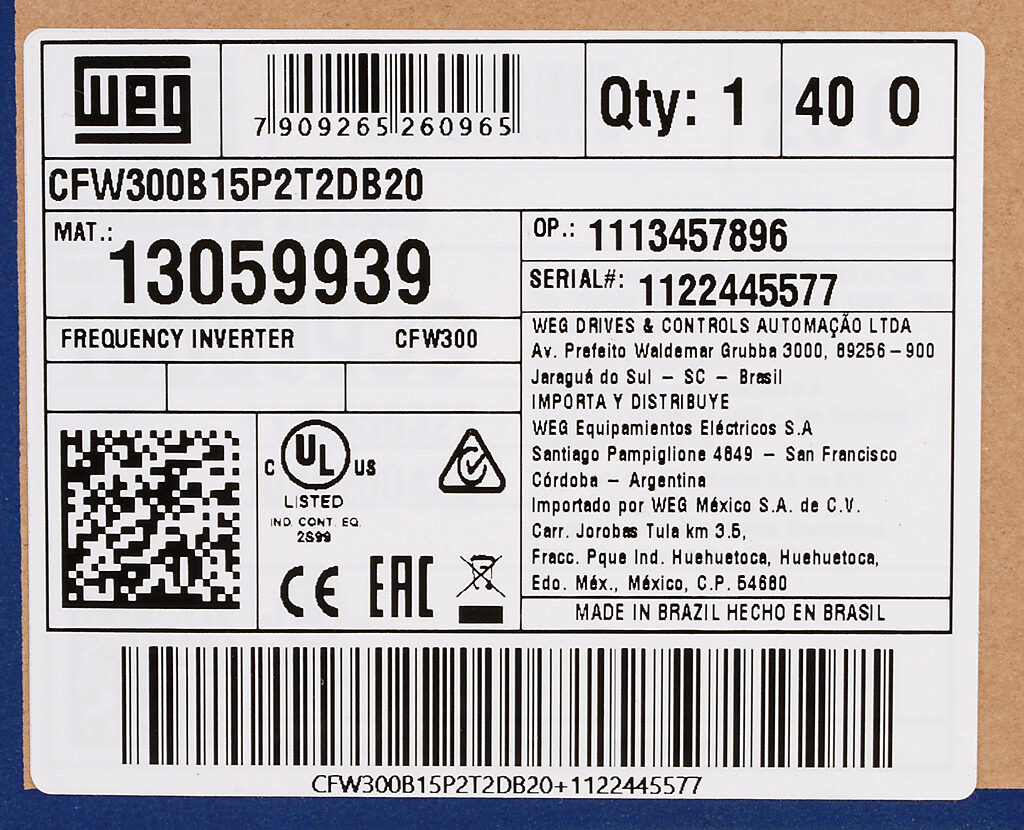 WEG
7 909265 260965
Qty: 1
40 0
CFW300B15P2T2DB20
MAT.: 13059939
OP.: 1113457896
SERIAL#: 1122445577
FREQUENCY INVERTER CFW300
WEG DRIVES & CONTROLS AUTOMAÇÃO LTDA
Av. Prefeito Waldemar Grubba 3000, 89256-900
Jaraguá do Sul - SC - Brasil
IMPORTA Y DISTRIBUYE
WEG Equipamientos Eléctricos S.A
Santiago Pampiglione 4849 - San Francisco
Córdoba - Argentina
Importado por WEG México S.A. de C.V.
Carr. Jorobas Tula km 3.5,
Fracc. Pque Ind. Huehuetoca, Huehuetoca,
Edo. Méx., México, C.P. 54680
MADE IN BRAZIL HECHO EN BRASIL
C UL US
LISTED
IND. CONT. EQ.
2S99
CE EAC
CFW300B15P2T2DB20+1122445577